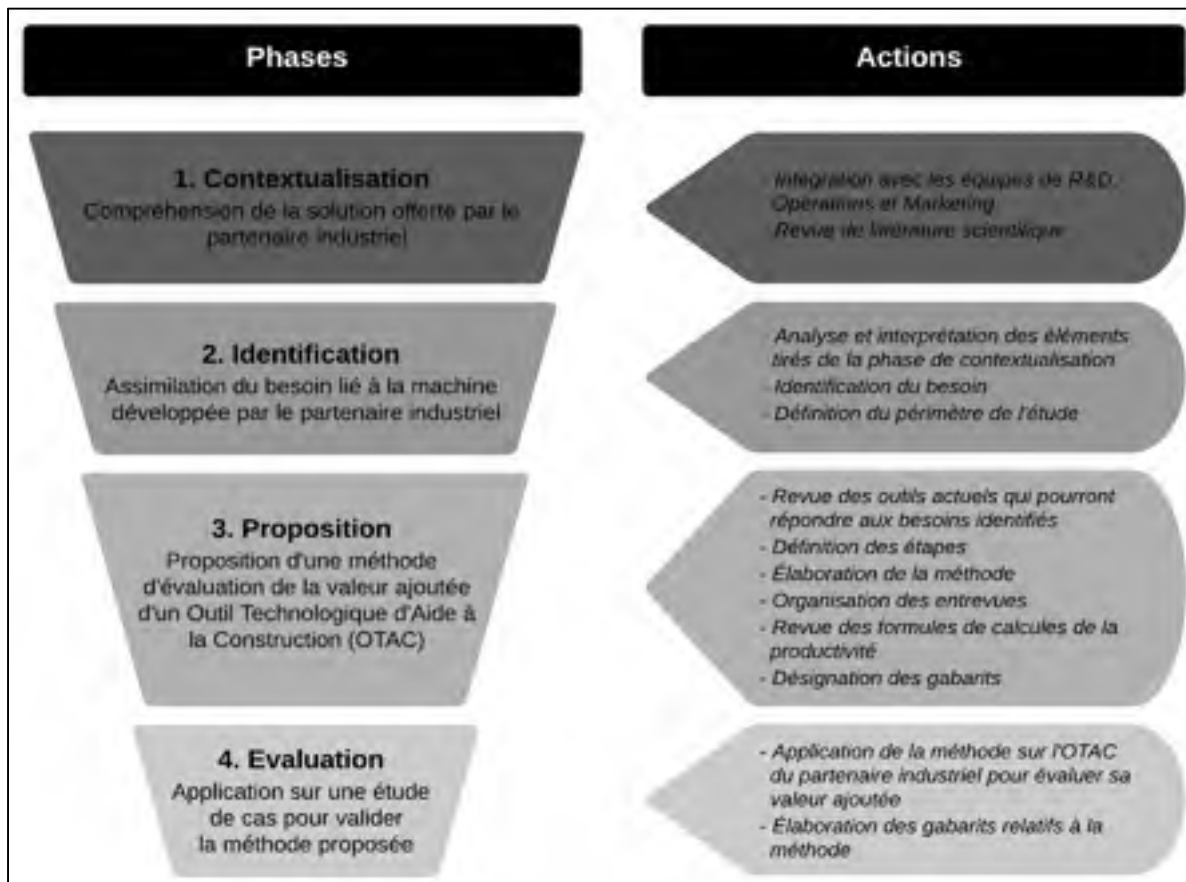 Phases
Actions
1. Contextualisation
Compréhension de la solution offerte par le
partenaire industriel
- Intégration avec les équipes de R&D,
Opérations et Marketing
- Revue de littérature scientifique
2. Identification
Assimilation du besoin lié à la machine
développée par le partenaire industriel
- Analyse et interprétation des éléments
tirés de la phase de contextualisation
- Identification du besoin
- Définition du périmètre de l'étude
3. Proposition
Proposition d'une méthode
d'évaluation de la valeur ajoutée
d'un Outil Technologique d'Aide à
la Construction (OTAC)
- Revue des outils actuels qui pourront
répondre aux besoins identifiés
- Définition des étapes
- Élaboration de la méthode
- Organisation des entrevues
- Revue des formules de calcules de la
productivité
- Désignation des gabarits
4. Evaluation
Application sur une étude
de cas pour valider
la méthode proposée
- Application de la méthode sur l'OTAC
du partenaire industriel pour évaluer sa
valeur ajoutée
- Élaboration des gabarits relatifs à la
méthode